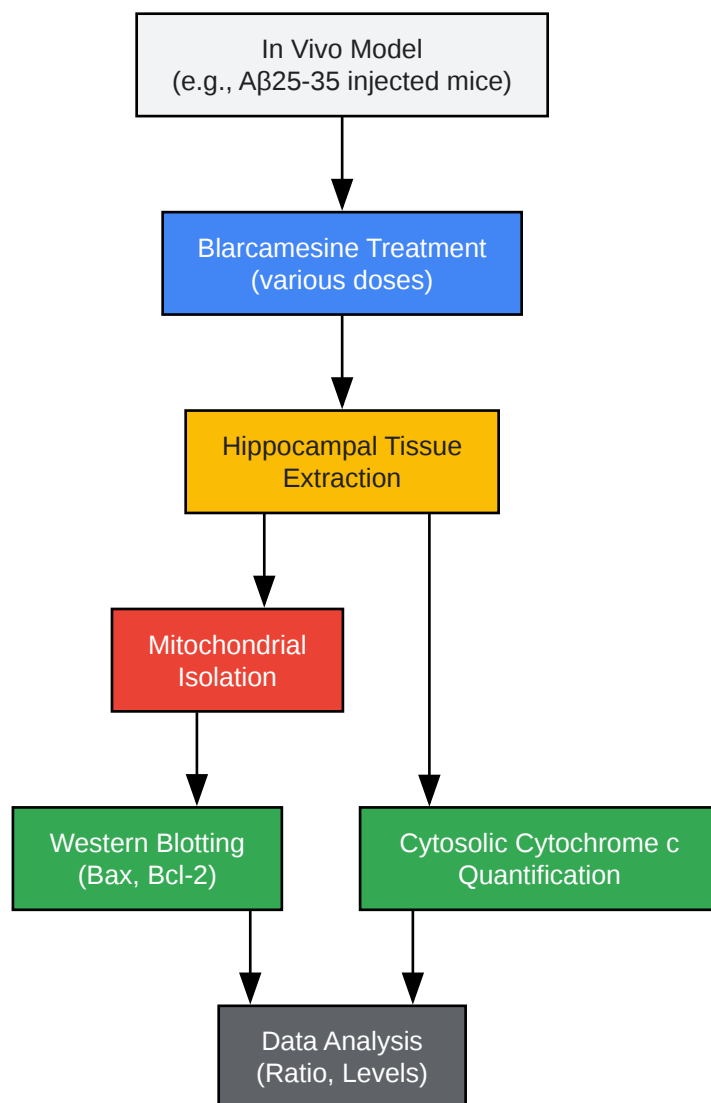 In Vivo Model
(e.g., Aβ25-35 injected mice)
Blarcamesine Treatment
(various doses)
Hippocampal Tissue
Extraction
Mitochondrial
Isolation
Western Blotting
(Bax, Bcl-2)
Cytosolic Cytochrome c
Quantification
Data Analysis
(Ratio, Levels)